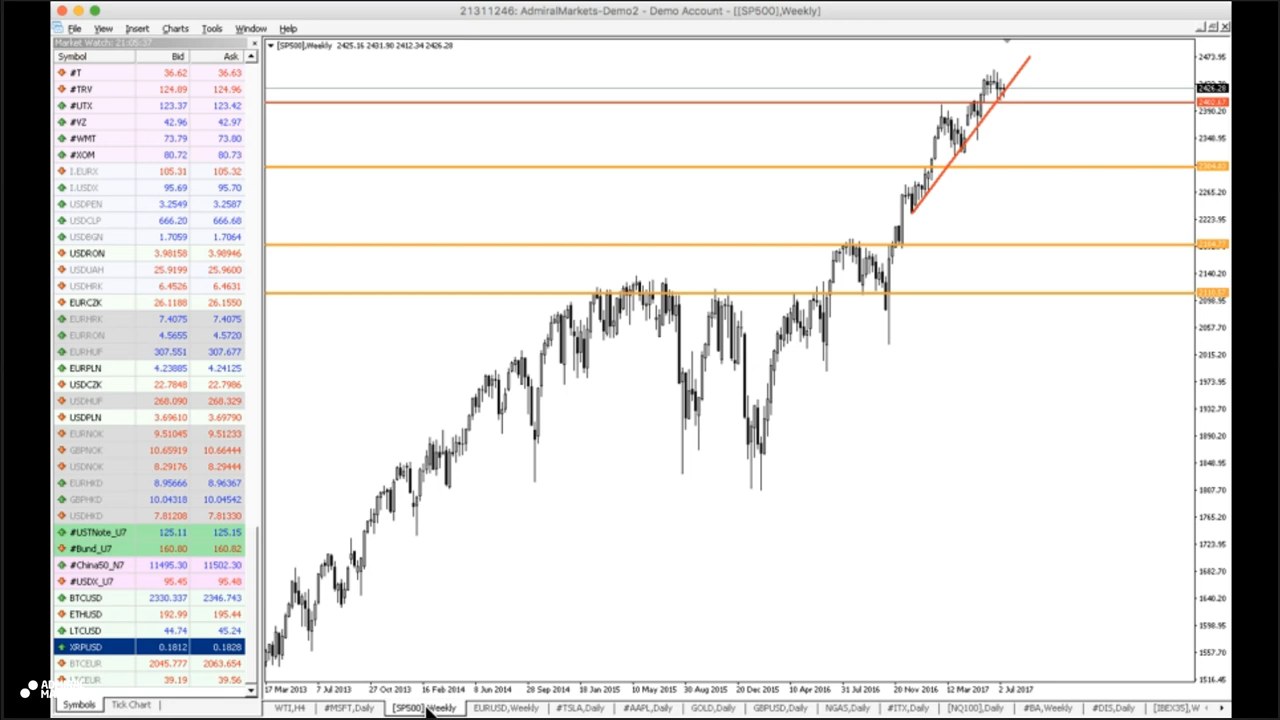 21311246: AdmiralMarkets-Demo2 - Demo Account - [[SP500],Weekly]
File View Insert Charts Tools Window Help
Market Watch: 21:05:37
Symbol Bid Ask
#T 36.62 36.63
#TRV 124.89 124.96
#UTX 123.37 123.42
#VZ 42.96 42.97
#WMT 73.79 73.80
#XOM 80.72 80.73
I.EURX 105.31 105.32
I.USDX 95.69 95.70
USDPEN 3.2549 3.2587
USDCLP 666.20 666.68
USDBGN 1.7059 1.7064
USDRON 3.98158 3.98946
USDUAH 25.9199 25.9600
USDHRK 6.4526 6.4631
EURCZK 26.1188 26.1550
EURHRK 7.4075 7.4075
EURRON 4.5655 4.5720
EURHUF 307.551 307.677
EURPLN 4.23885 4.24125
USDCZK 22.7848 22.7986
USDHUF 268.090 268.329
USDPLN 3.69610 3.69790
EURNOK 9.51045 9.51233
GBPNOK 10.65919 10.66444
USDNOK 8.29176 8.29444
EURHKD 8.95666 8.96367
GBPHKD 10.04318 10.04542
USDHKD 7.81208 7.81330
#USTNote_U7 125.11 125.15
#Bund_U7 160.80 160.82
#China50_N7 11495.30 11502.30
#USDX_U7 95.45 95.48
BTCUSD 2330.337 2346.743
ETHUSD 192.99 195.44
LTCUSD 44.74 45.24
XRPUSD 0.1812 0.1828
BTCEUR 2045.777 2063.654
39.19 39.56
Symbols Tick Chart
[SP500],Weekly 2425.16 2431.90 2412.34 2426.28
2473.95
2426.28
2402.67
2390.20
2348.95
2265.20
2223.95
2140.20
2098.95
2057.70
2015.20
1973.95
1932.70
1890.20
1848.95
1807.70
1765.20
1723.95
1682.70
1640.20
1598.95
1557.70
1516.45
17 Mar 2013 7 Jul 2013 27 Oct 2013 16 Feb 2014 8 Jun 2014 28 Sep 2014 18 Jan 2015 10 May 2015 30 Aug 2015 20 Dec 2015 10 Apr 2016 31 Jul 2016 20 Nov 2016 12 Mar 2017 2 Jul 2017
WTI,H4 #MSFT,Daily [SP500],Weekly EURUSD,Weekly #TSLA,Daily #AAPL,Daily GOLD,Daily GBPUSD,Daily NGAS,Daily #ITX,Daily [NQ100],Daily #BA,Weekly #DIS,Daily [IBEX35],W